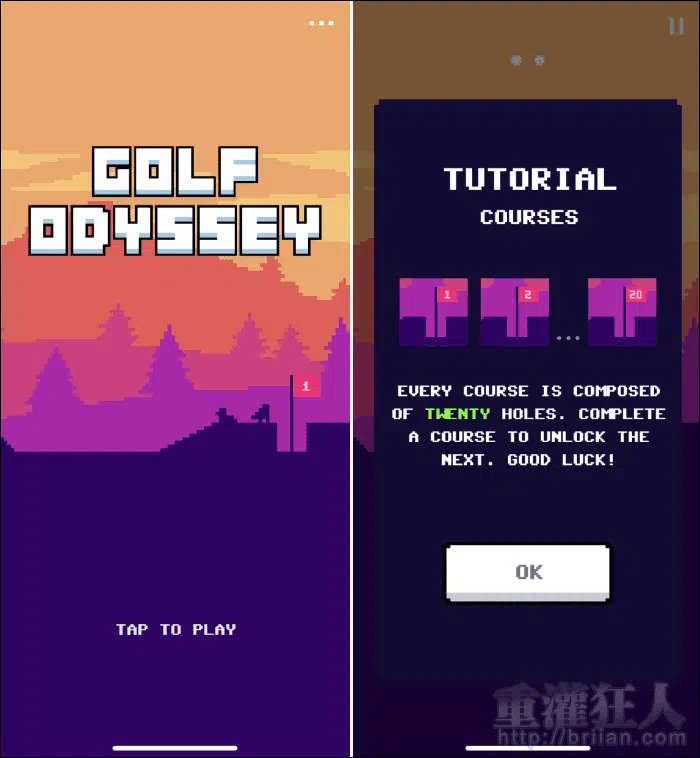 GOLF
ODYSSEY
1
TAP TO PLAY
TUTORIAL
COURSES
1
2
...
20
EVERY COURSE IS COMPOSED
OF TWENTY HOLES. COMPLETE
A COURSE TO UNLOCK THE
NEXT. GOOD LUCK!
OK
重灌狂人
http://briian.com